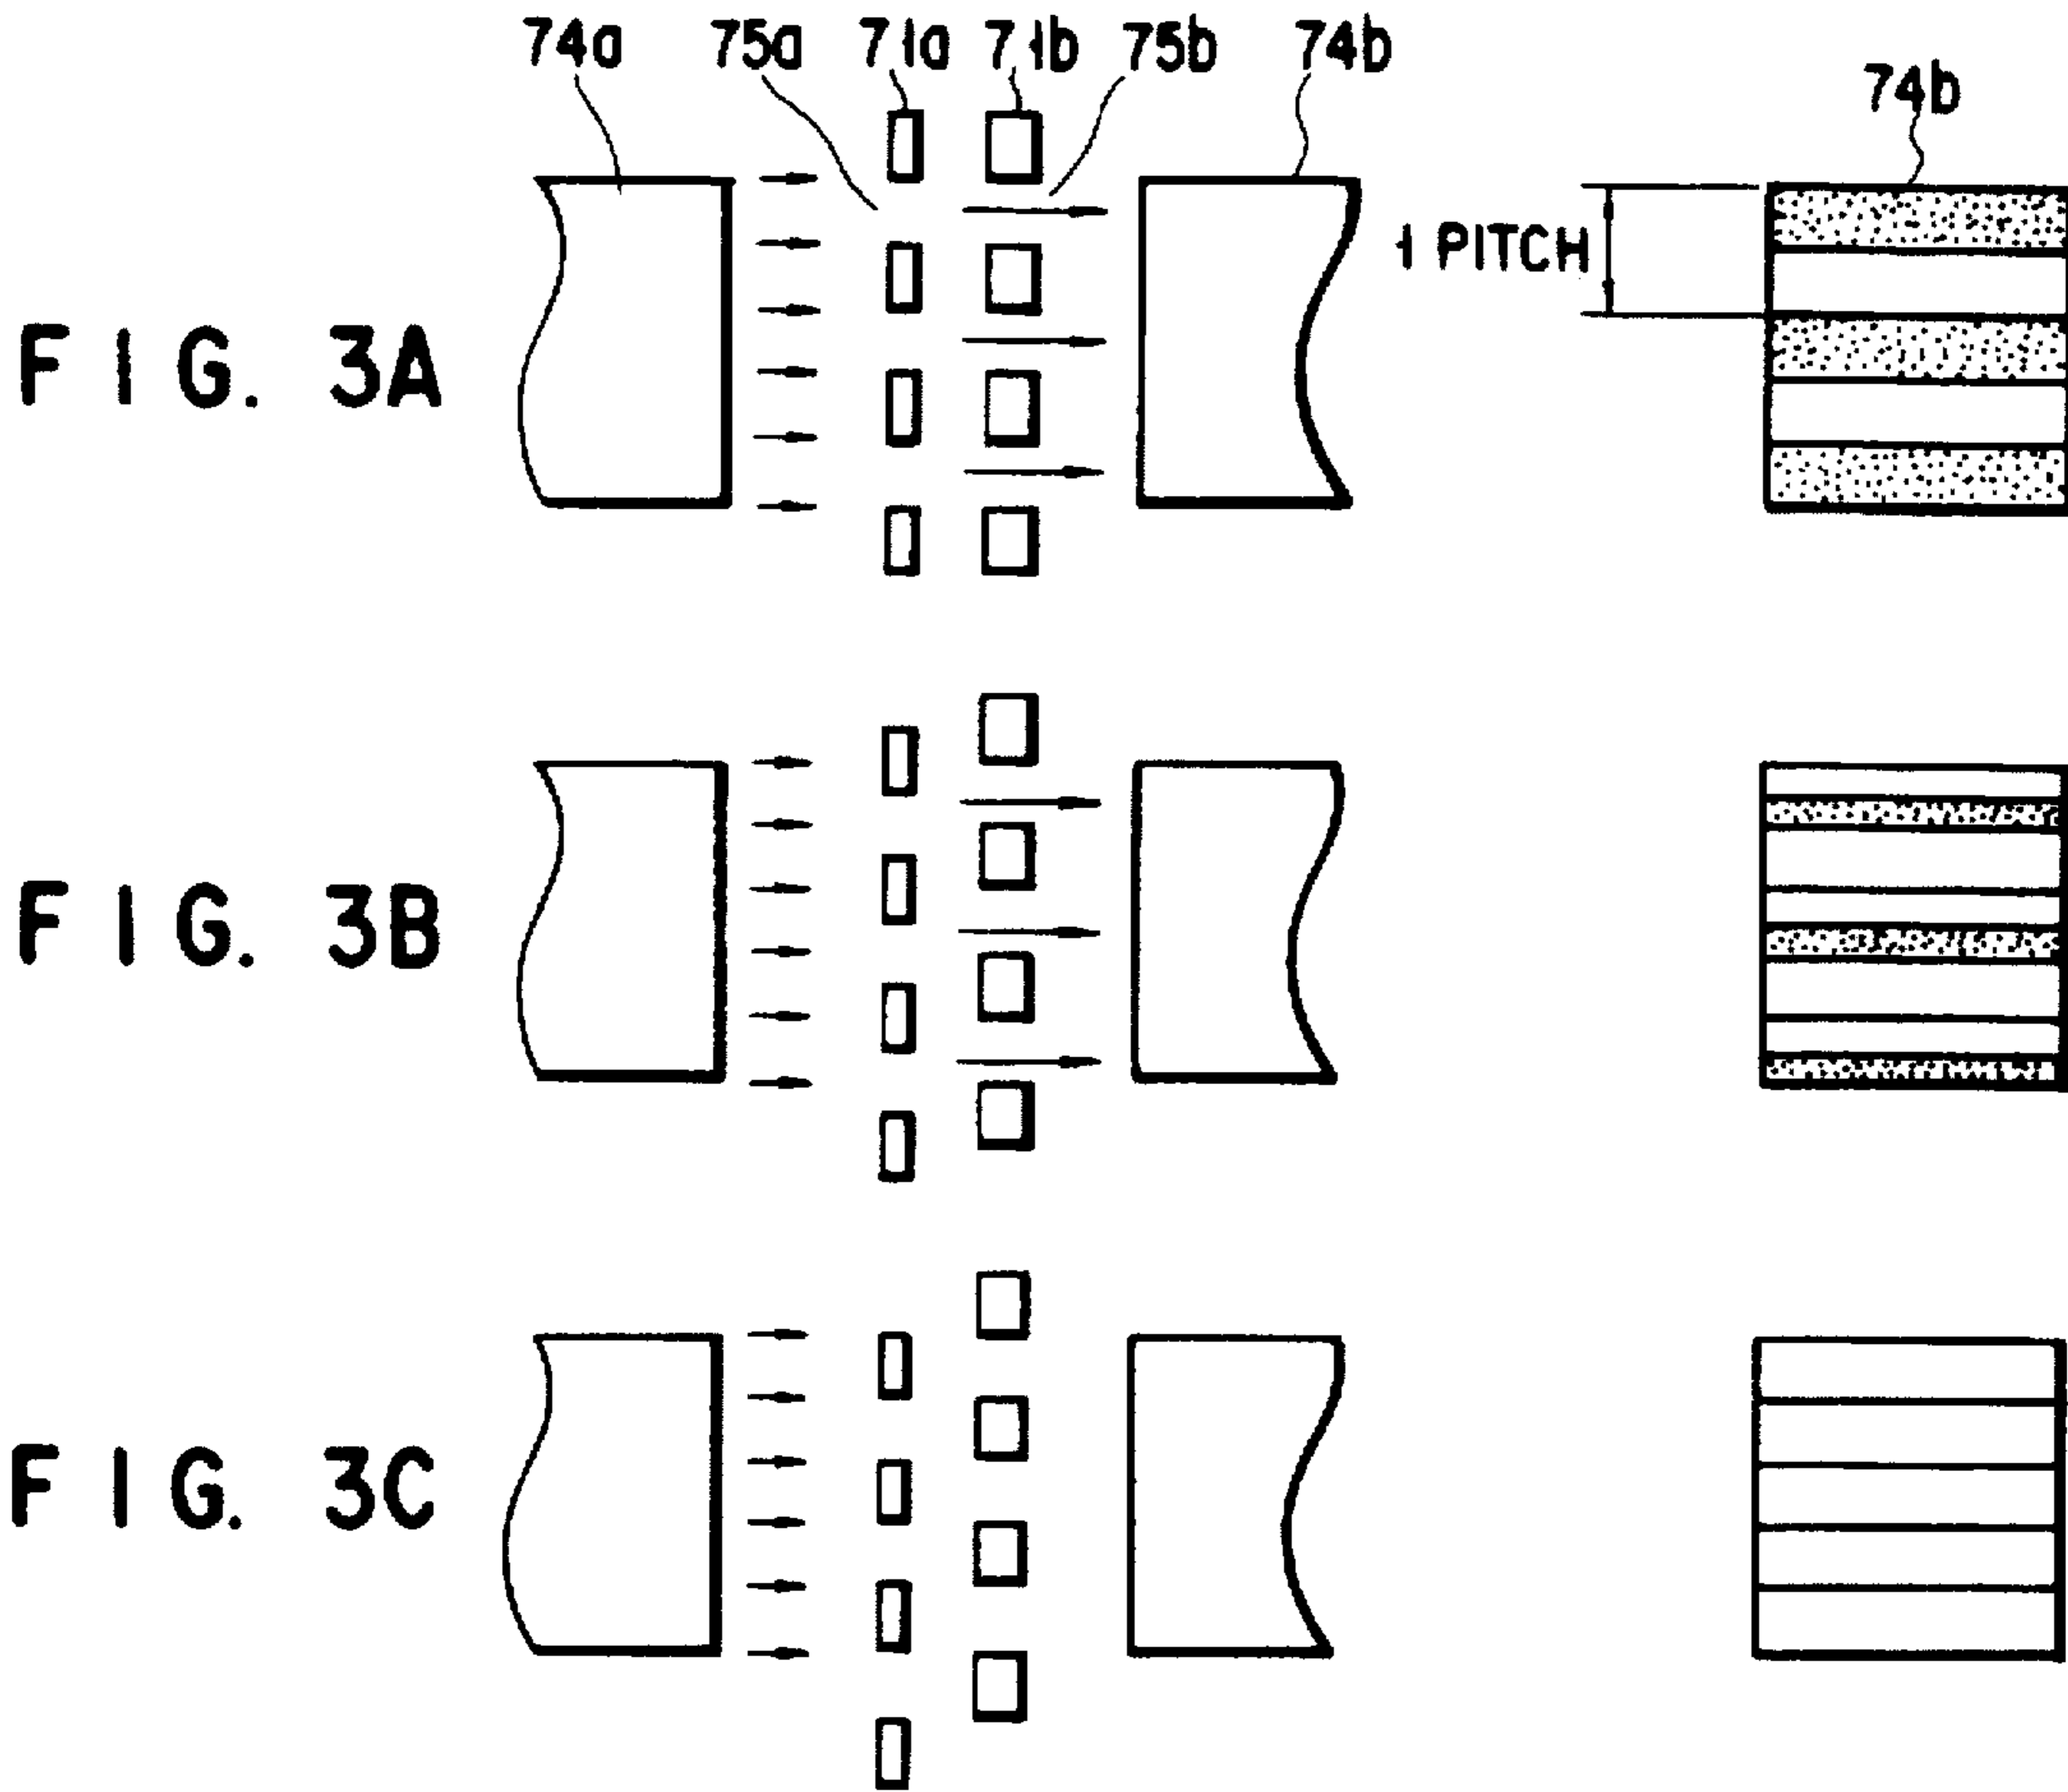 74a 75a 71a 71b 75b 74b
74b
1 PITCH
FIG. 3A
FIG. 3B
FIG. 3C